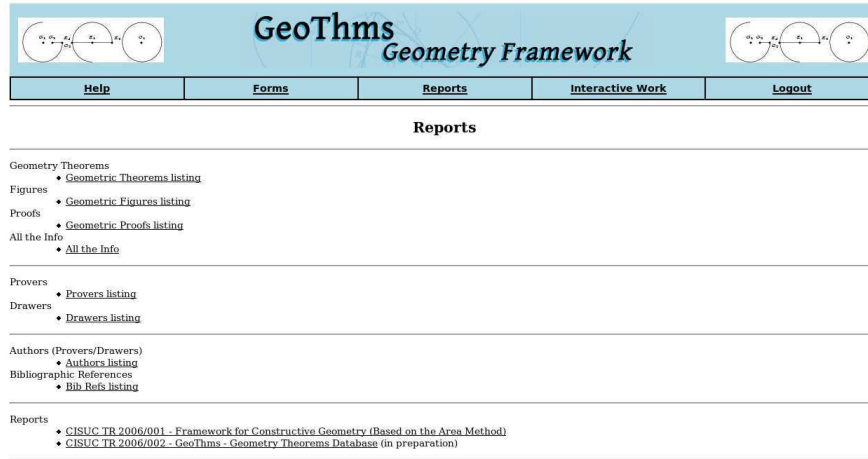 GeoThms
Geometry Framework
Help Forms Reports Interactive Work Logout
Reports
Geometry Theorems
Geometric Theorems listing
Figures
Geometric Figures listing
Proofs
Geometric Proofs listing
All the Info
All the Info
Provers
Provers listing
Drawers
Drawers listing
Authors (Provers/Drawers)
Authors listing
Bibliographic References
Bib Refs listing
Reports
CISUC TR 2006/001 - Framework for Constructive Geometry (Based on the Area Method)
CISUC TR 2006/002 - GeoThms - Geometry Theorems Database (in preparation)